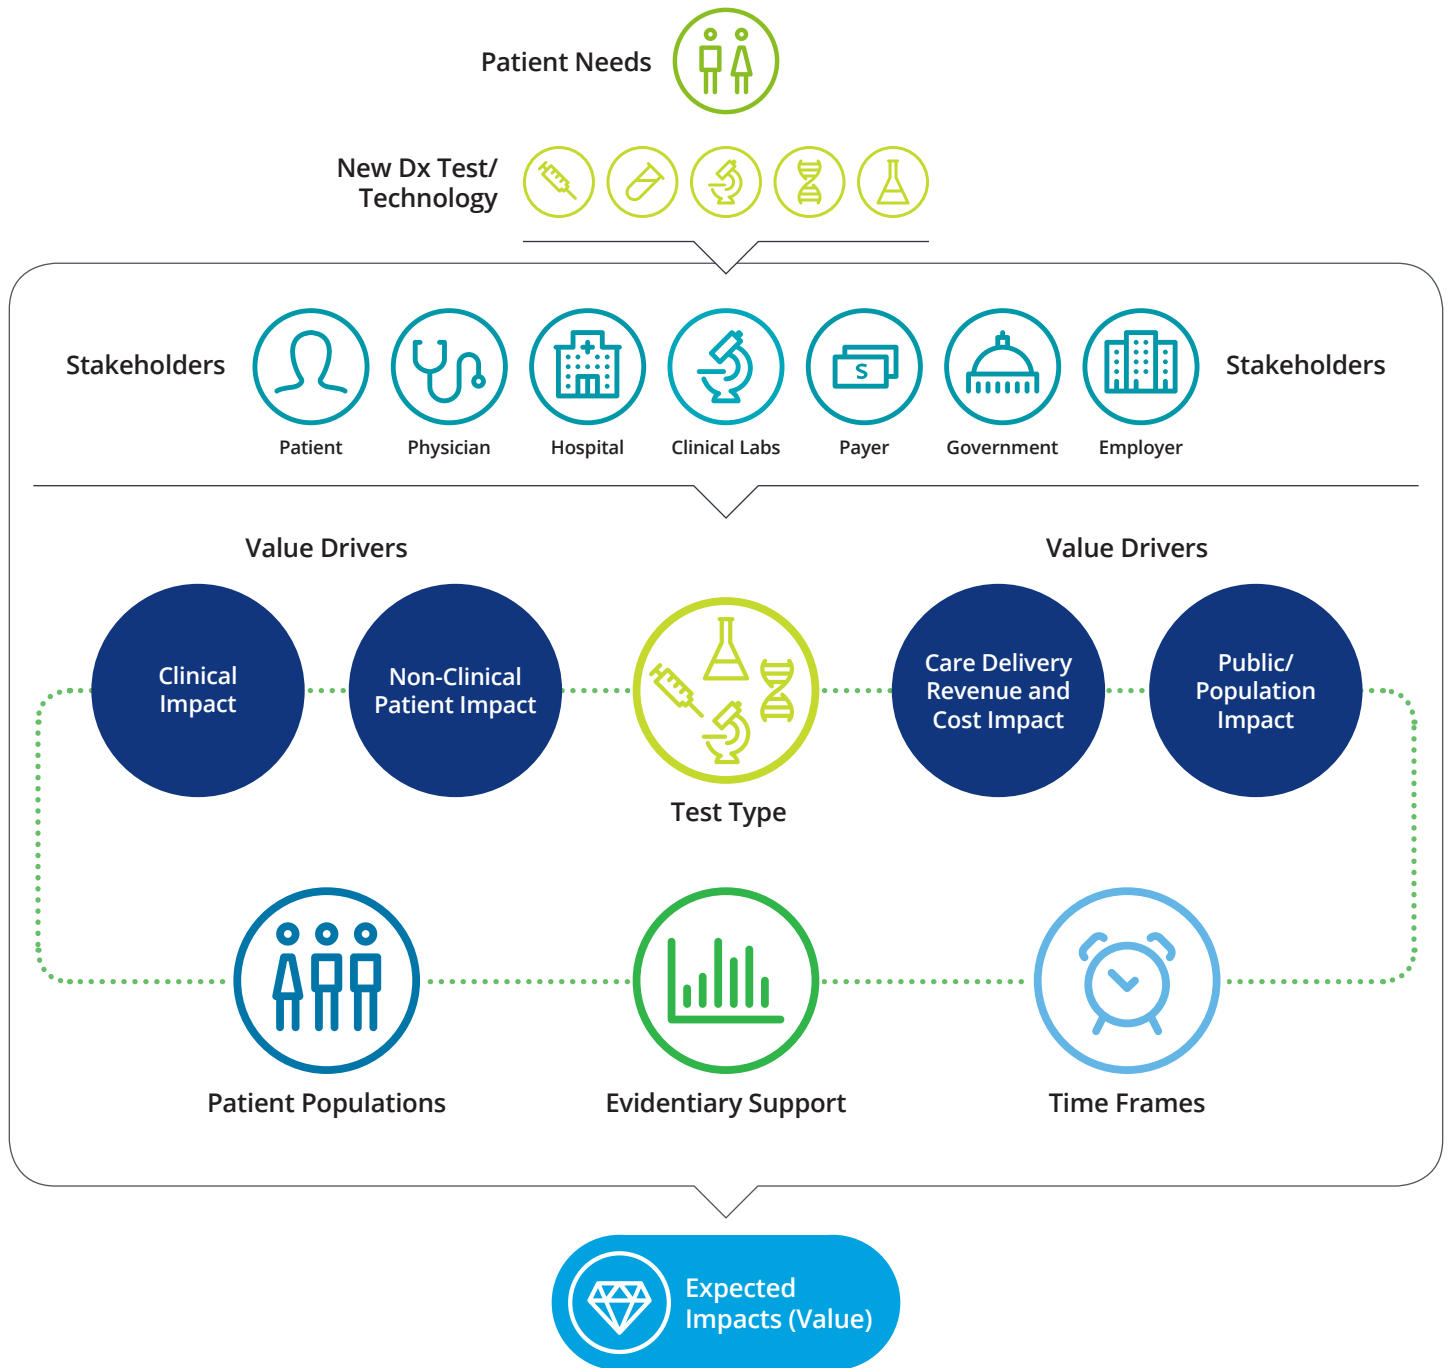 Patient Needs
New Dx Test/
Technology
Stakeholders
Stakeholders
Patient
Physician
Hospital
Clinical Labs
S
Payer
Government
Employer
Value Drivers
Value Drivers
Clinical
Impact
Non-Clinical
Patient Impact
Care Delivery
Revenue and
Cost Impact
Public/
Population
Impact
Test Type
Patient Populations
Evidentiary Support
Time Frames
Expected
Impacts (Value)